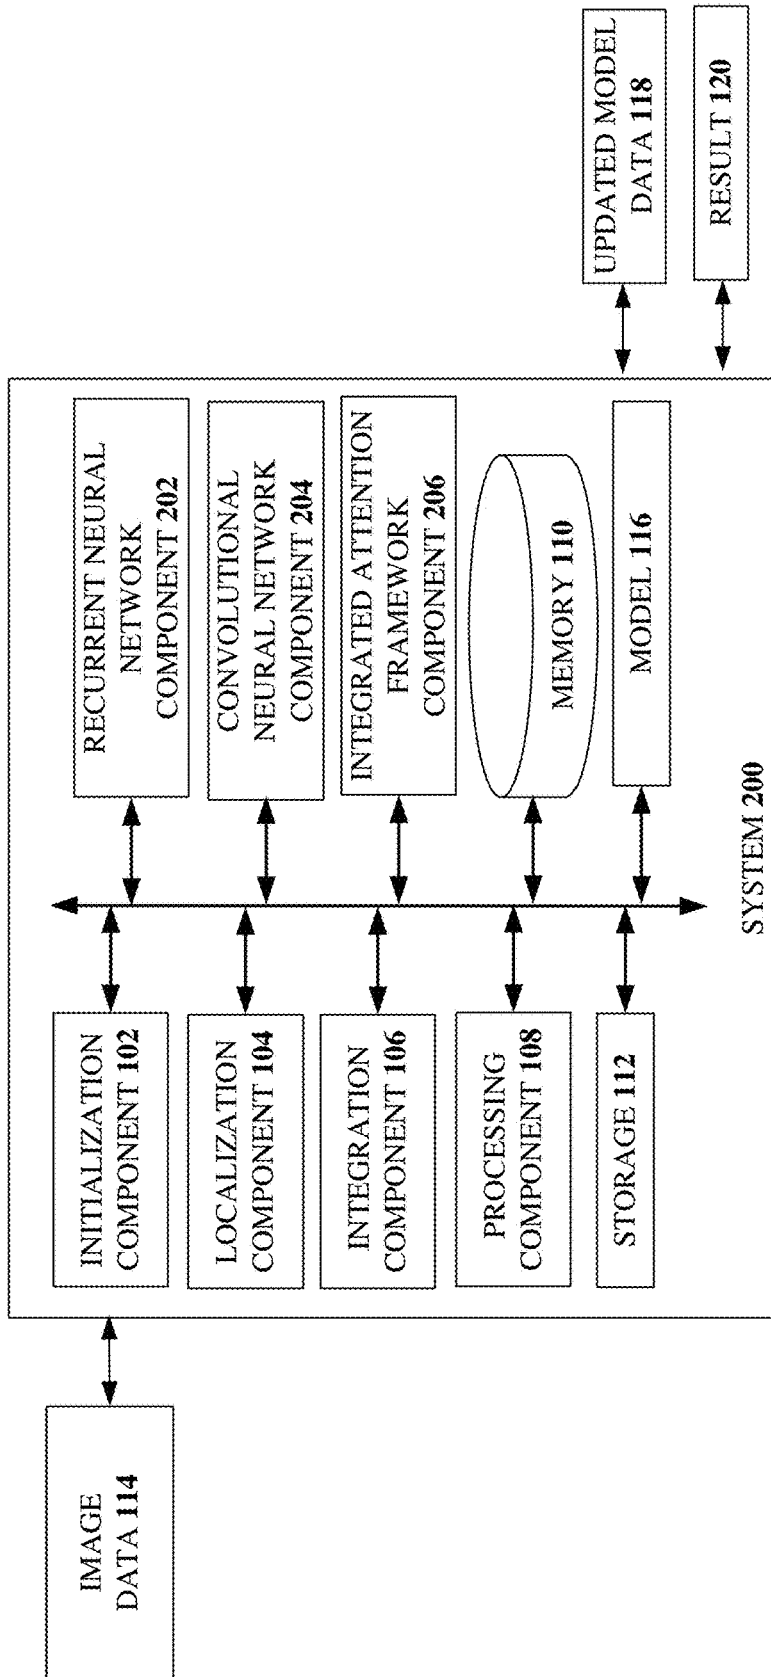 IMAGE
DATA 114
INITIALIZATION
COMPONENT 102
LOCALIZATION
COMPONENT 104
INTEGRATION
COMPONENT 106
PROCESSING
COMPONENT 108
STORAGE 112
RECURRENT NEURAL
NETWORK
COMPONENT 202
CONVOLUTIONAL
NEURAL NETWORK
COMPONENT 204
INTEGRATED ATTENTION
FRAMEWORK
COMPONENT 206
MEMORY 110
MODEL 116
SYSTEM 200
UPDATED MODEL
DATA 118
RESULT 120